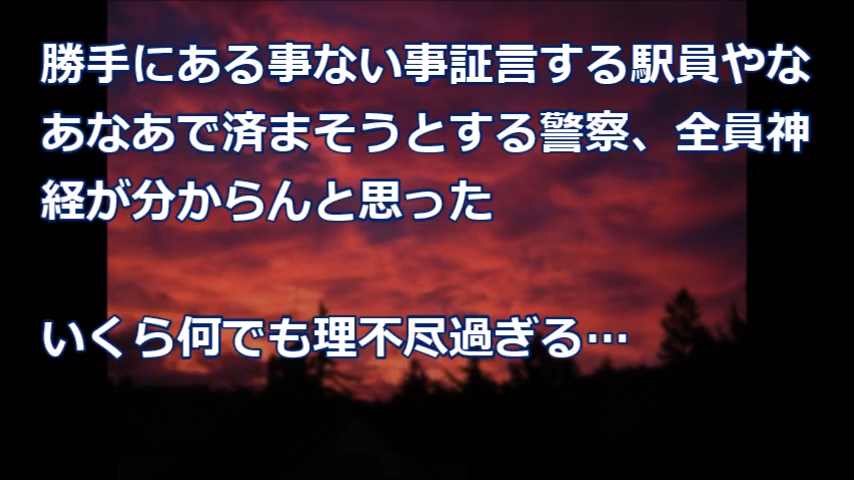 勝手にある事ない事証言する駅員やな
あなあで済まそうとする警察、全員神
経が分からんと思った
いくら何でも理不尽過ぎる…